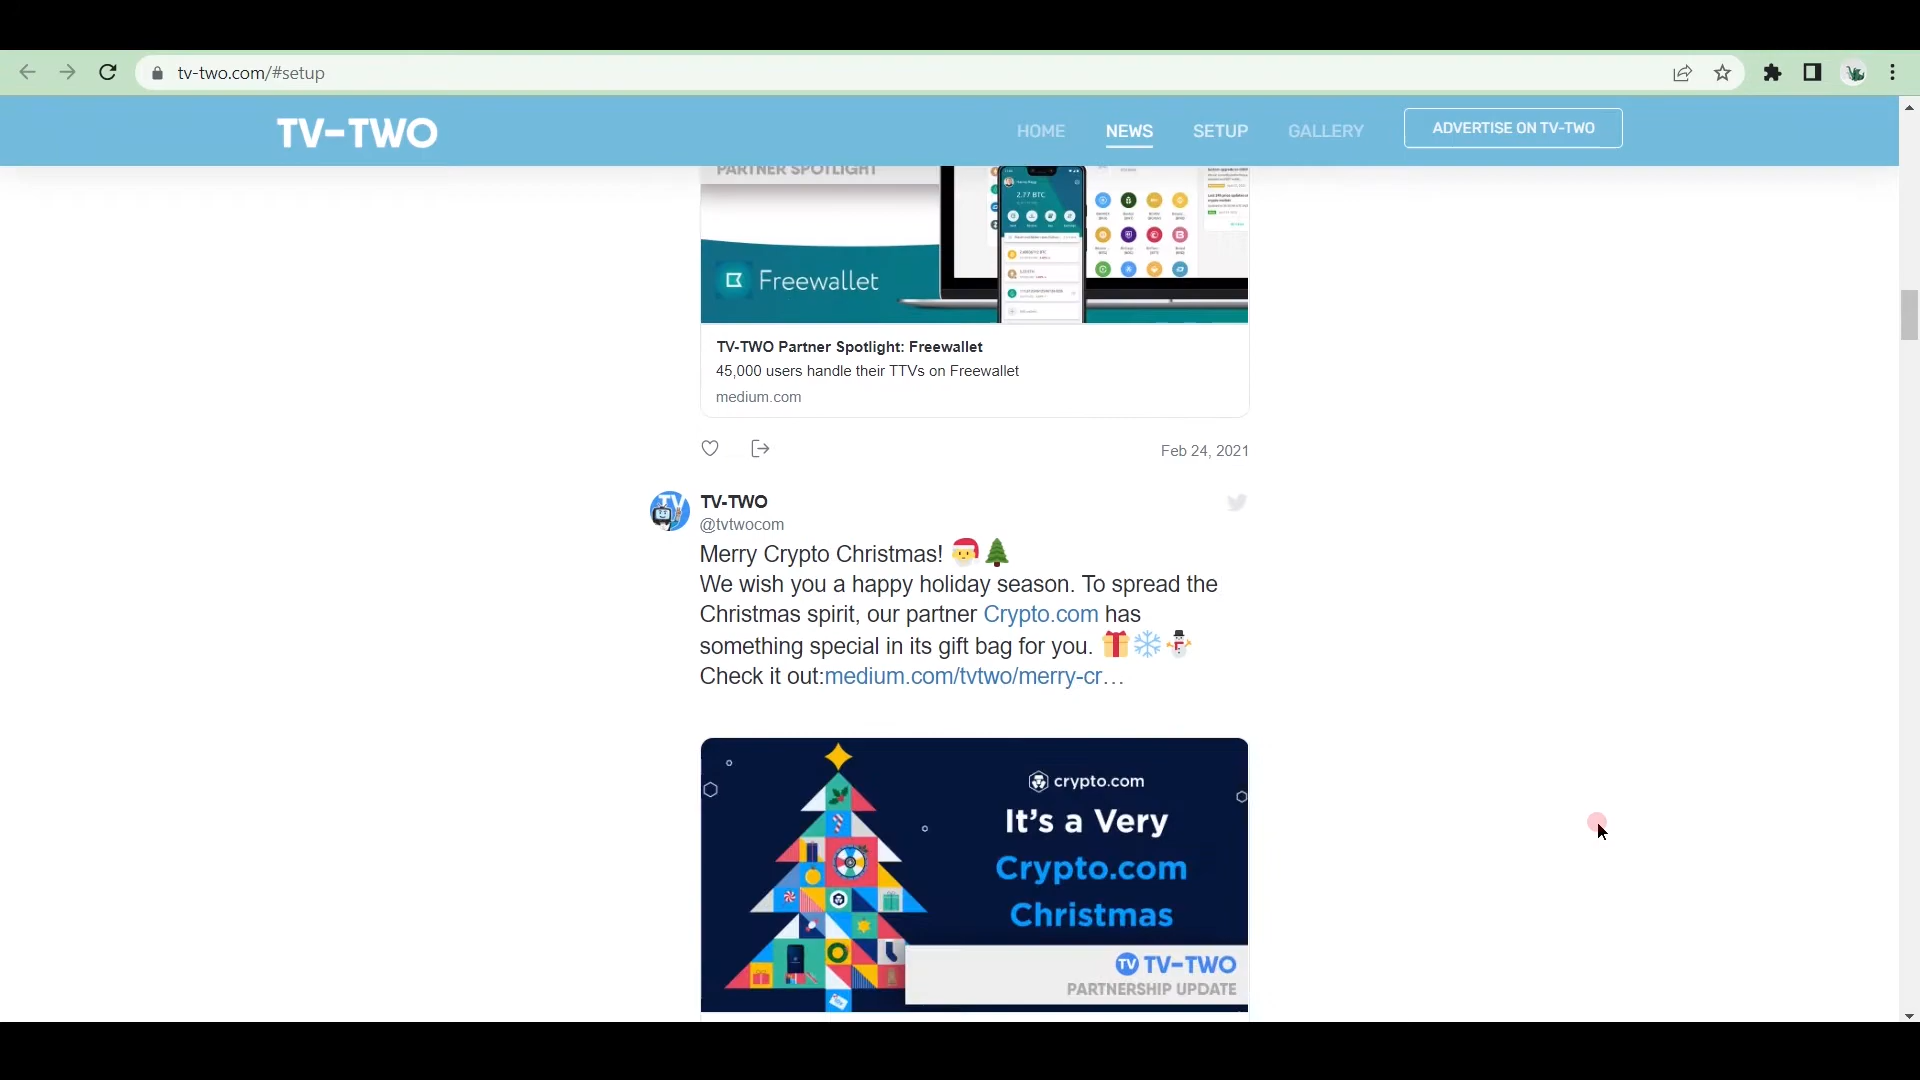 tv-two.com/#setup
TV-TWO
HOME
NEWS
SETUP
GALLERY
ADVERTISE ON TV-TWO
PARTNER SPOTLIGHT
2.77 BTC
Freewallet
TV-TWO Partner Spotlight: Freewallet
45,000 users handle their TTVs on Freewallet
medium.com
Feb 24, 2021
TV-TWO
@tvtwocom
Merry Crypto Christmas! 🎅🎄
We wish you a happy holiday season. To spread the
Christmas spirit, our partner Crypto.com has
something special in its gift bag for you. 🎁❄️⛄
Check it out:medium.com/tvtwo/merry-cr…
crypto.com
It's a Very
Crypto.com
Christmas
TV TV-TWO
PARTNERSHIP UPDATE